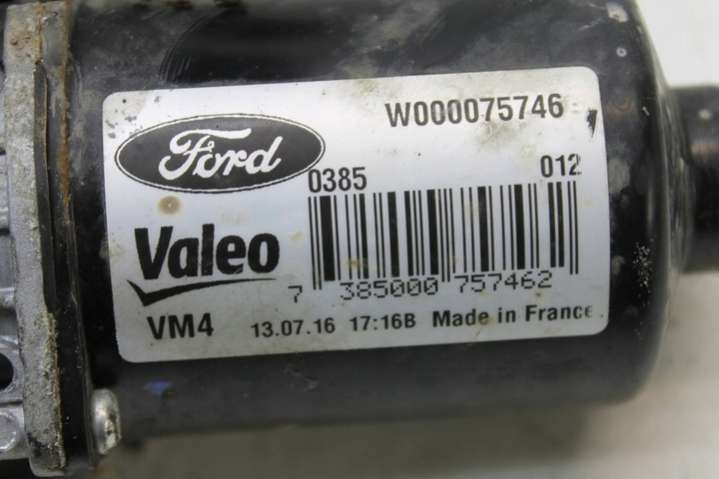 W000075746
Ford
0385 012
Valeo
7 385000 757462
VM4 13.07.16 17:16B Made in France